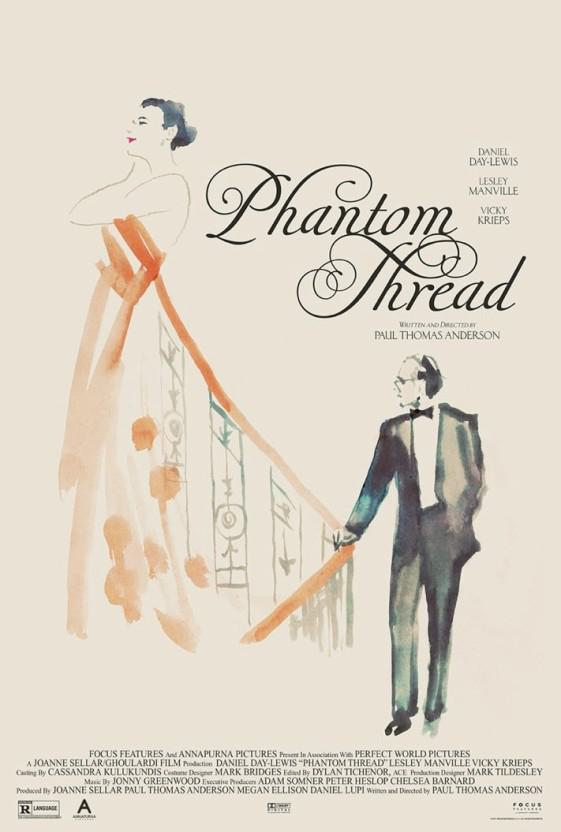 DANIEL
DAY-LEWIS
LESLEY
MANVILLE
VICKY
KRIEPS
Phantom
Thread
WRITTEN AND DIRECTED BY
PAUL THOMAS ANDERSON
FOCUS FEATURES And ANNAPURNA PICTURES Present In Association With PERFECT WORLD PICTURES
A JOANNE SELLAR/GHOULARDI FILM Production DANIEL DAY-LEWIS "PHANTOM THREAD" LESLEY MANVILLE VICKY KRIEPS
Casting By CASSANDRA KULUKUNDIS Costume Designer MARK BRIDGES Edited By DYLAN TICHENOR, ACE Production Designer MARK TILDESLEY
Music By JONNY GREENWOOD Executive Producers ADAM SOMNER PETER HESLOP CHELSEA BARNARD
Produced By JOANNE SELLAR PAUL THOMAS ANDERSON MEGAN ELLISON DANIEL LUPI Written and Directed by PAUL THOMAS ANDERSON
R LANGUAGE
ANNAPURNA
DOLBY
DIGITAL
FOCUS
FEATURES